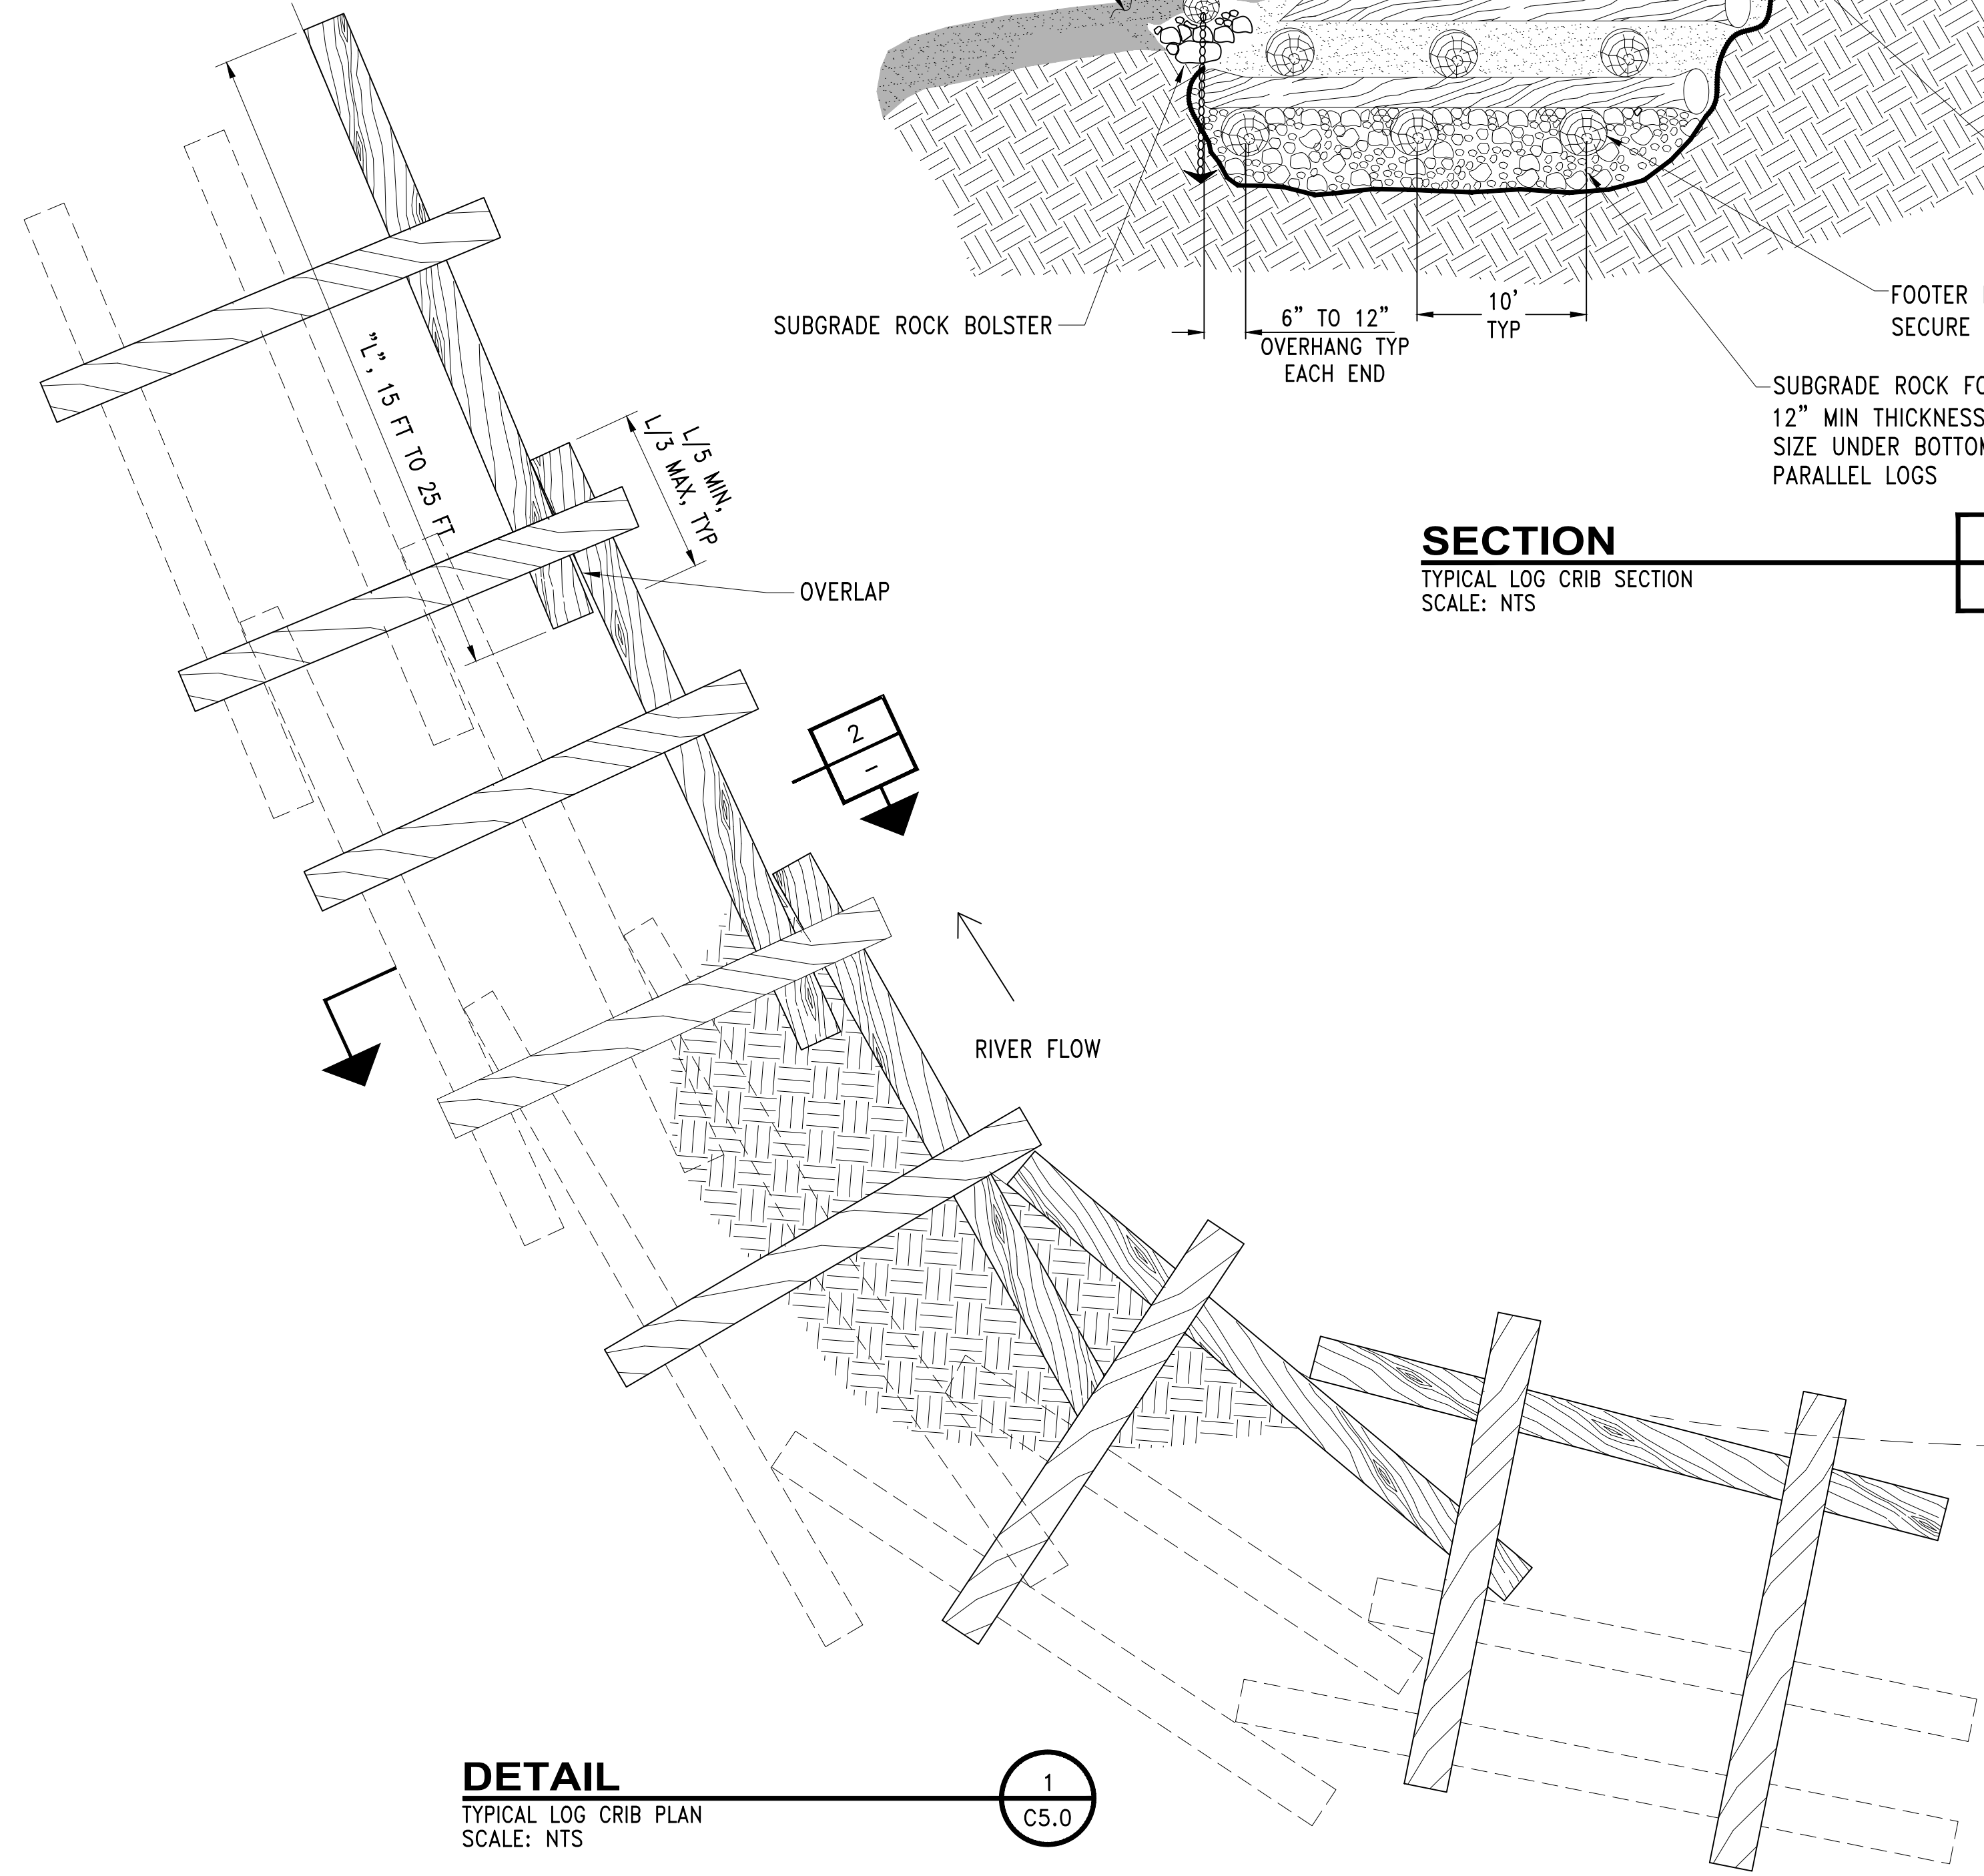 SUBGRADE ROCK BOLSTER
6" TO 12"
OVERHANG TYP
EACH END
10'
TYP
FOOTER
SECURE
SUBGRADE ROCK
12" MIN THICKNESS
SIZE UNDER
PARALLEL LOGS
SECTION
TYPICAL LOG CRIB SECTION
SCALE: NTS
"L", 15 FT TO 25 FT
L/5 MIN,
L/3 MAX, TYP
OVERLAP
2
-
RIVER FLOW
DETAIL
TYPICAL LOG CRIB PLAN
SCALE: NTS
1
C5.0